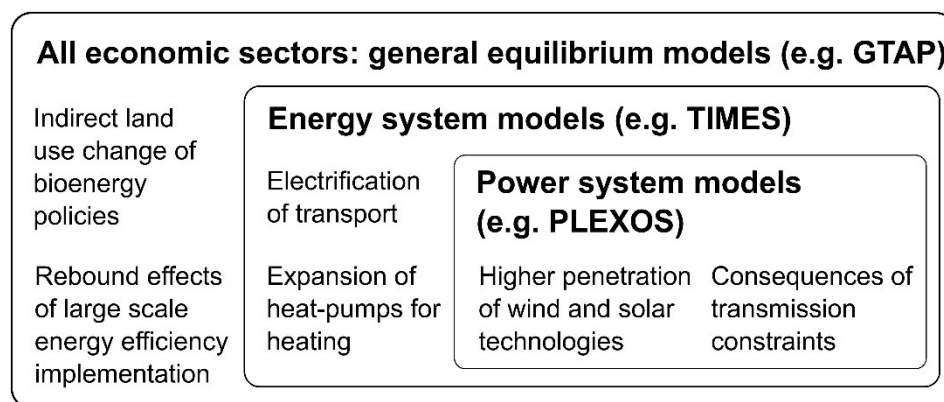 All economic sectors: general equilibrium models (e.g. GTAP)
Indirect land
use change of
bioenergy
policies
Rebound effects
of large scale
energy efficiency
implementation
Energy system models (e.g. TIMES)
Electrification
of transport
Expansion of
heat-pumps for
heating
Power system models
(e.g. PLEXOS)
Higher penetration
of wind and solar
technologies
Consequences of
transmission
constraints